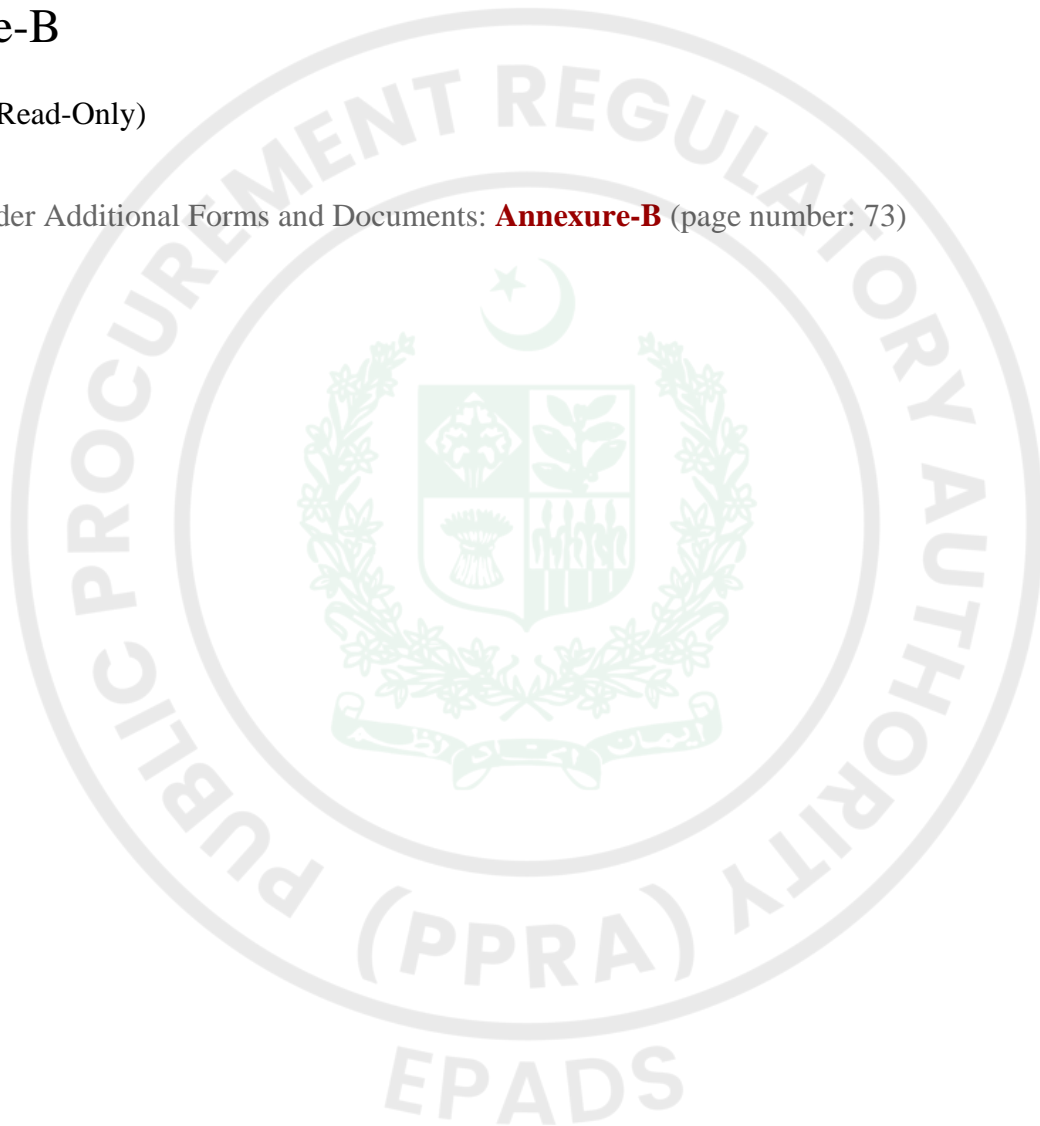 e-B
Read-Only)
der Additional Forms and Documents: Annexure-B (page number: 73)
PUBLIC PROCUREMENT REGULATORY AUTHORITY
(PPRA)
EPADS